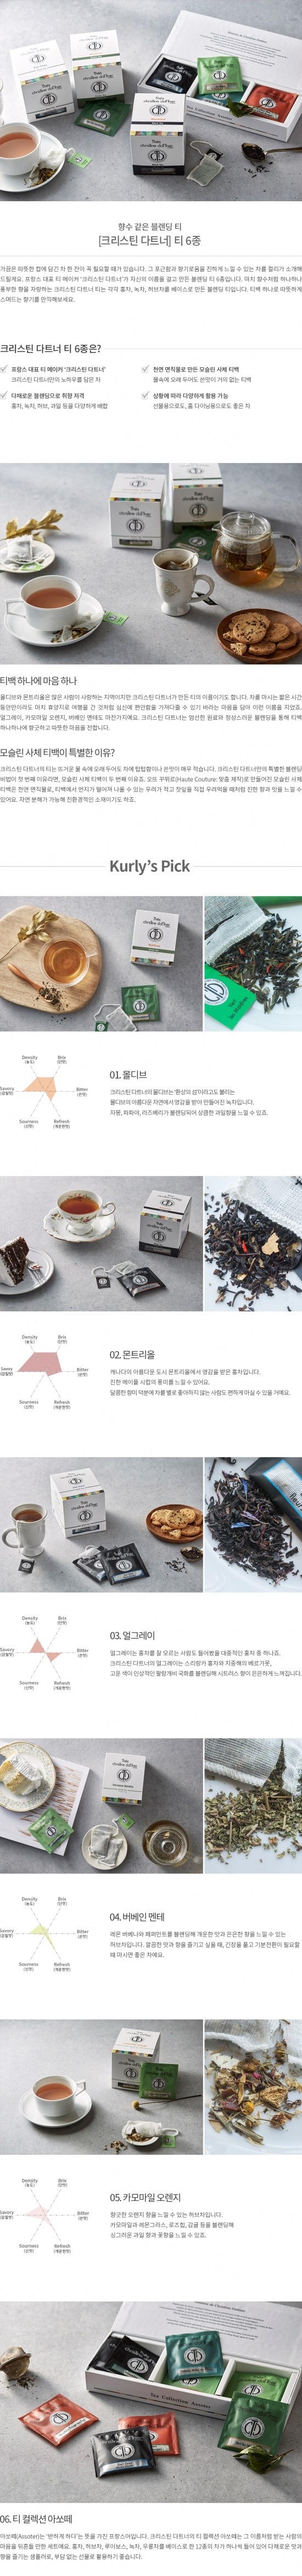 향수 같은 블렌딩 티
[크리스틴 다트너] 티 6종
가끔은 따뜻한 컵에 담긴 차 한 잔이 꼭 필요할 때가 있습니다. 그 포근함과 향기로움을 진하게 느낄 수 있는 차를 컬리가 소개해
드릴게요. 프랑스 대표 티 메이커 '크리스틴 다트너'가 자신의 이름을 걸고 만든 블렌딩 티 6종입니다. 마치 향수처럼 하나하나
풍부한 향을 자랑하는 크리스틴 다트너 티는 각각 홍차, 녹차, 허브차를 베이스로 만든 블렌딩 티입니다. 티백 하나로 따뜻하게
스며드는 향기를 만끽해보세요.
크리스틴 다트너 티 6종은?
프랑스 대표 티 메이커 '크리스틴 다트너'
크리스틴 다트너만의 노하우를 담은 차
천연 면직물로 만든 모슬린 사체 티백
물속에 오래 두어도 쓴맛이 거의 없는 티백
다채로운 블렌딩으로 취향 저격
홍차, 녹차, 허브, 과일 등을 다양하게 배합
상황에 따라 다양하게 활용 가능
선물용으로도, 홈 다이닝용으로도 좋은 차
티백 하나에 마음 하나
몰디브와 몬트리올은 많은 사람이 사랑하는 지역이지만 크리스틴 다트너가 만든 티의 이름이기도 합니다. 차를 마시는 짧은 시간
동안만이라도 마치 휴양지로 여행을 간 것처럼 심신에 편안함을 가져다줄 수 있기 바라는 마음을 담아 이런 이름을 지었죠.
얼그레이, 카모마일 오렌지, 버베인 멘테도 마찬가지예요. 크리스틴 다트너는 엄선한 원료와 정성스러운 블렌딩을 통해 티백
하나하나에 향긋하고 따뜻한 마음을 전합니다.
모슬린 사체 티백이 특별한 이유?
크리스틴 다트너의 티는 뜨거운 물 속에 오래 두어도 차에 텁텁함이나 쓴맛이 매우 적습니다. 크리스틴 다트너만의 특별한 블렌딩
비법이 첫 번째 이유라면, 모슬린 사체 티백이 두 번째 이유죠. 오뜨 꾸뛰르(Haute Couture: 맞춤 제작)로 만들어진 모슬린 사체
티백은 천연 면직물로, 티백에서 먼지가 떨어져 나올 수 있는 우려가 적고 찻잎을 직접 우려먹을 때처럼 진한 향과 맛을 느낄 수
있어요. 자연 분해가 가능해 친환경적인 소재이기도 하죠.
Kurly's Pick
Density
(농도)
Brix
(단맛)
Savory
(감칠맛)
Bitter
(쓴맛)
Sourness
(신맛)
Refresh
(개운한맛)
01. 몰디브
크리스틴 다트너의 몰디브는 '환상의 섬'이라고도 불리는
몰디브의 아름다운 자연에서 영감을 받아 만들어진 녹차입니다.
자몽, 파파야, 라즈베리가 블렌딩되어 상큼한 과일향을 느낄 수 있죠.
Density
(농도)
Brix
(단맛)
Savory
(감칠맛)
Bitter
(쓴맛)
Sourness
(신맛)
Refresh
(개운한맛)
02. 몬트리올
캐나다의 아름다운 도시 몬트리올에서 영감을 받은 홍차입니다.
진한 메이플 시럽의 풍미를 느낄 수 있어요.
달콤한 향미 덕분에 차를 별로 좋아하지 않는 사람도 편하게 마실 수 있을 거예요.
Density
(농도)
Brix
(단맛)
Savory
(감칠맛)
Bitter
(쓴맛)
Sourness
(신맛)
Refresh
(개운한맛)
03. 얼그레이
얼그레이는 홍차를 잘 모르는 사람도 들어봤을 대중적인 홍차 중 하나죠.
크리스틴 다트너의 얼그레이는 스리랑카 홍차와 지중해의 베르가못,
고운 색이 인상적인 팔랑개비 국화를 블렌딩해 시트러스 향이 은은하게 느껴집니다.
Density
(농도)
Brix
(단맛)
Savory
(감칠맛)
Bitter
(쓴맛)
Sourness
(신맛)
Refresh
(개운한맛)
04. 버베인 멘테
레몬 버베나와 페퍼민트를 블렌딩해 개운한 맛과 은은한 향을 느낄 수 있는
허브차입니다. 깔끔한 맛과 향을 즐기고 싶을 때, 긴장을 풀고 기분전환이 필요할
때 마시면 좋은 차예요.
Density
(농도)
Brix
(단맛)
Savory
(감칠맛)
Bitter
(쓴맛)
Sourness
(신맛)
Refresh
(개운한맛)
05. 카모마일 오렌지
향긋한 오렌지 향을 느낄 수 있는 허브차입니다.
카모마일과 레몬그라스, 로즈힙, 감귤 등을 블렌딩해
싱그러운 과일 향과 꽃향을 느낄 수 있죠.
Tea Collection Assoter
06. 티 컬렉션 아쏘떼
아쏘떼(Assoter)는 '반하게 하다'는 뜻을 가진 프랑스어입니다. 크리스틴 다트너의 티 컬렉션 아쏘떼는 그 이름처럼 받는 사람의
마음을 뒤흔들 만한 세트예요. 홍차, 허브차, 루이보스, 녹차, 우롱차를 베이스로 한 12종의 차가 하나씩 들어 있어 다채로운 맛과
향을 즐기는 샘플러로, 부담 없는 선물로 활용하기 좋습니다.